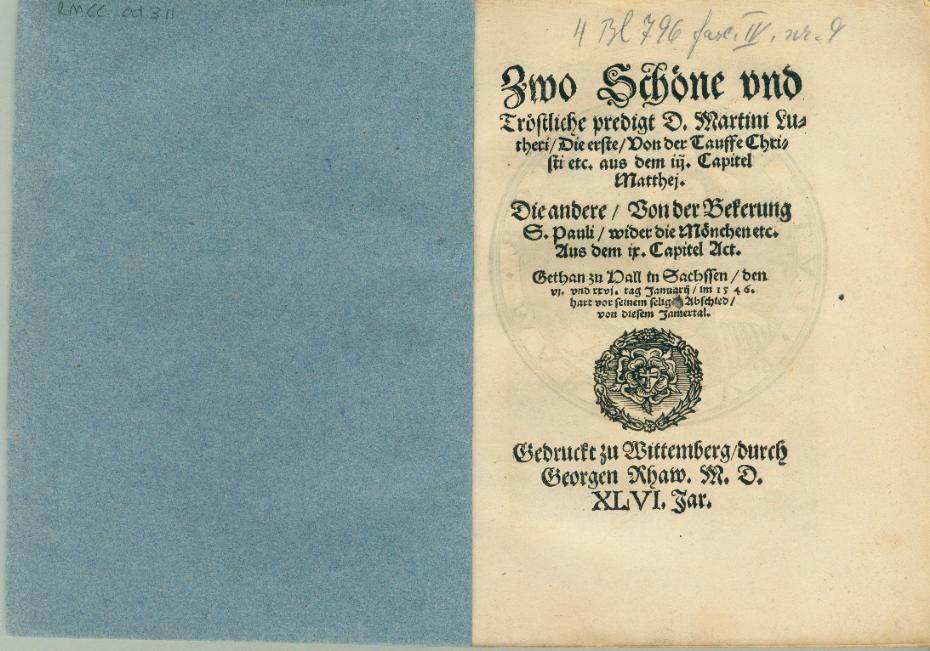 RMCC od 311
4 Bl 796 fasc. IV. nr. 9
Zwo Schöne vnd
Tröstliche predigt D. Martini Lu-
theri / Die erste / Von der Tauffe Chri-
sti etc. aus dem iij. Capitel
Matthej.
Die andere / Von der Bekerung
S. Pauli / wider die Mönchen etc.
Aus dem ix. Capitel Act.
Gethan zu Hall in Sachssen / den
vj. vnd xxvj. tag Januarij / im 1546.
hart vor seinem selig Abschied /
von diesem Jamertal.
Gedruckt zu Wittemberg / durch
Georgen Rhaw. M. D.
XLVI. Jar.